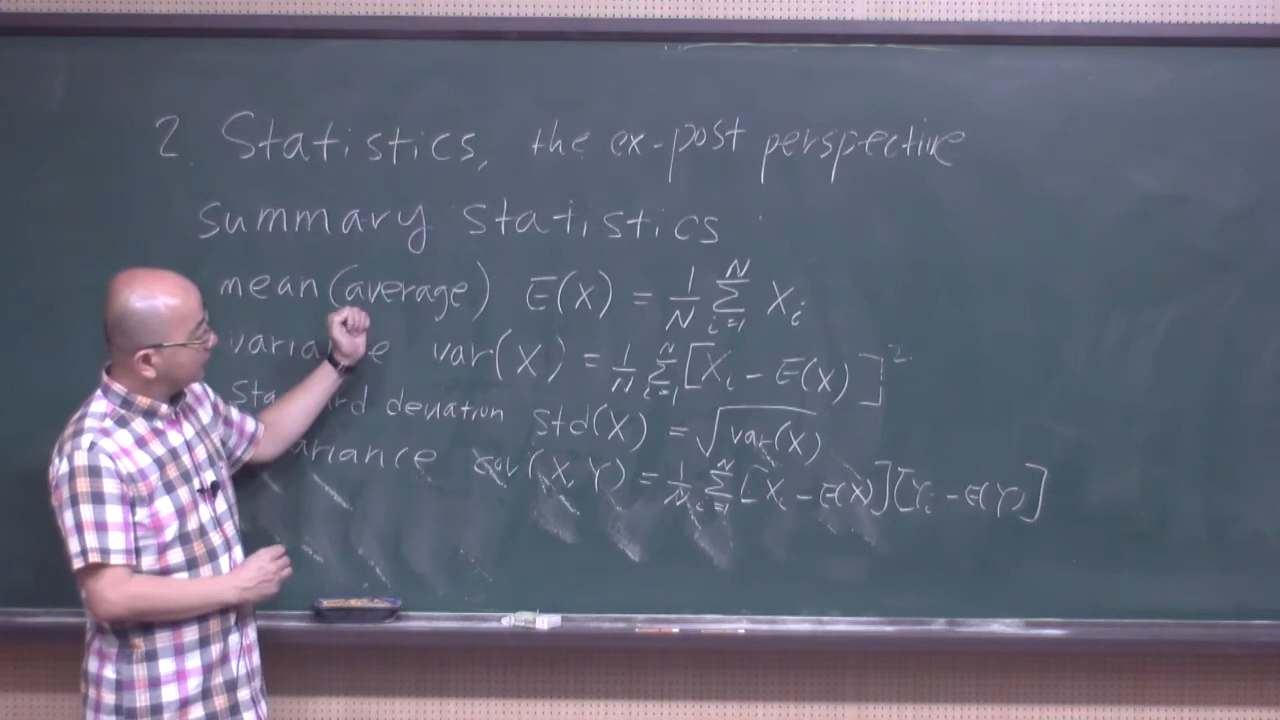 2. Statistics, the ex-post perspective
summary statistics
mean (average) E(X) = 1/N Σ_{i=1}^{N} X_i
var(X) = 1/N Σ_{i=1}^{N} [X_i - E(X)]^2
deviation std(X) = √var(X)
cov(X, Y) = 1/N Σ_{i=1}^{N} [X_i - E(X)][Y_i - E(Y)]